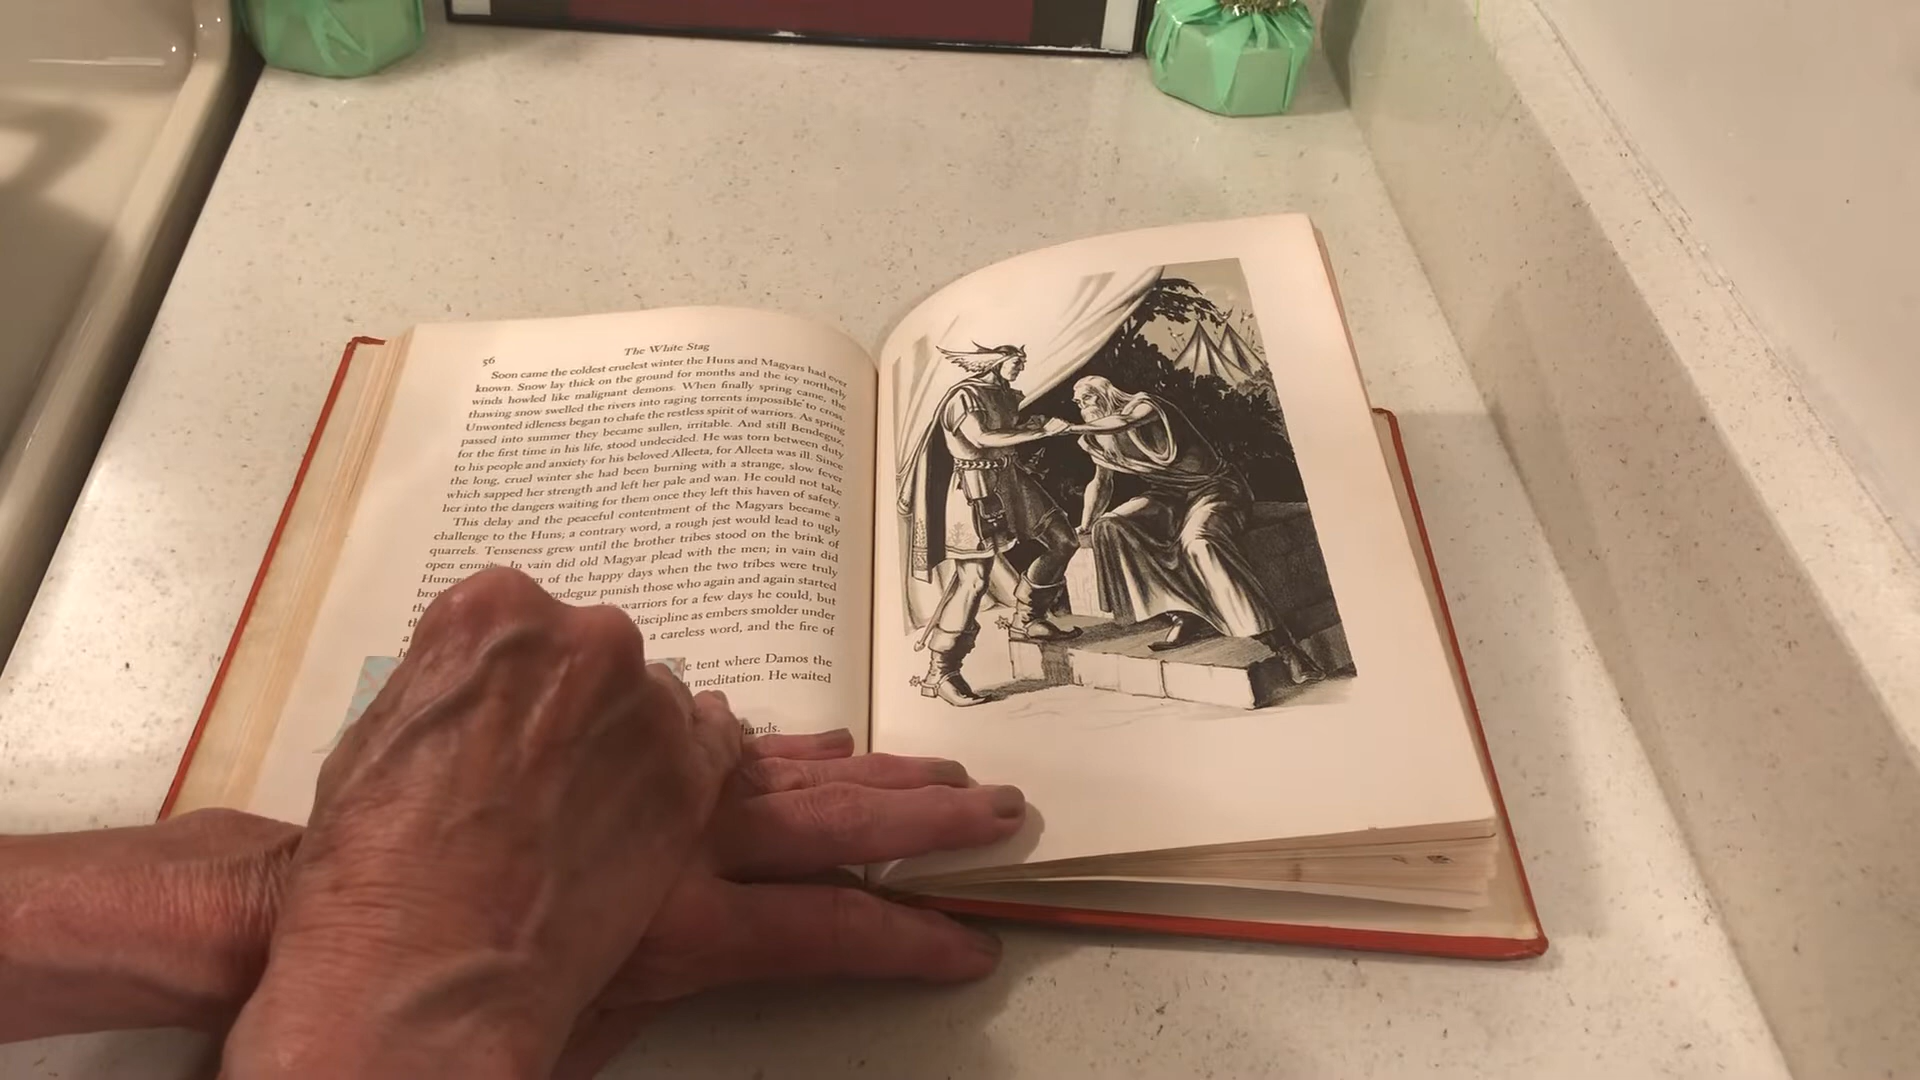 56
The White Stag
Soon came the coldest cruelest winter the Huns and Magyars had ever
known. Snow lay thick on the ground for months and the icy northerly
winds howled like malignant demons. When finally spring came, the
thawing snow swelled the rivers into raging torrents impossible to cross.
Unwonted idleness began to chafe the restless spirit of warriors. As spring
passed into summer they became sullen, irritable. And still Bendeguz,
for the first time in his life, stood undecided. He was torn between duty
to his people and anxiety for his beloved Alleeta, for Alleeta was ill. Since
the long, cruel winter she had been burning with a strange, slow fever
which sapped her strength and left her pale and wan. He could not take
her into the dangers waiting for them once they left this haven of safety.
This delay and the peaceful contentment of the Magyars became a
challenge to the Huns; a contrary word, a rough jest would lead to ugly
quarrels. Tenseness grew until the brother tribes stood on the brink of
open In vain did old Magyar plead with the men; in vain did
of the happy days when the two tribes were truly
punish those who again and again started
warriors for a few days he could, but
discipline as embers smolder under
a a careless word, and the fire of
tent where Damos the
meditation. He waited
hands.